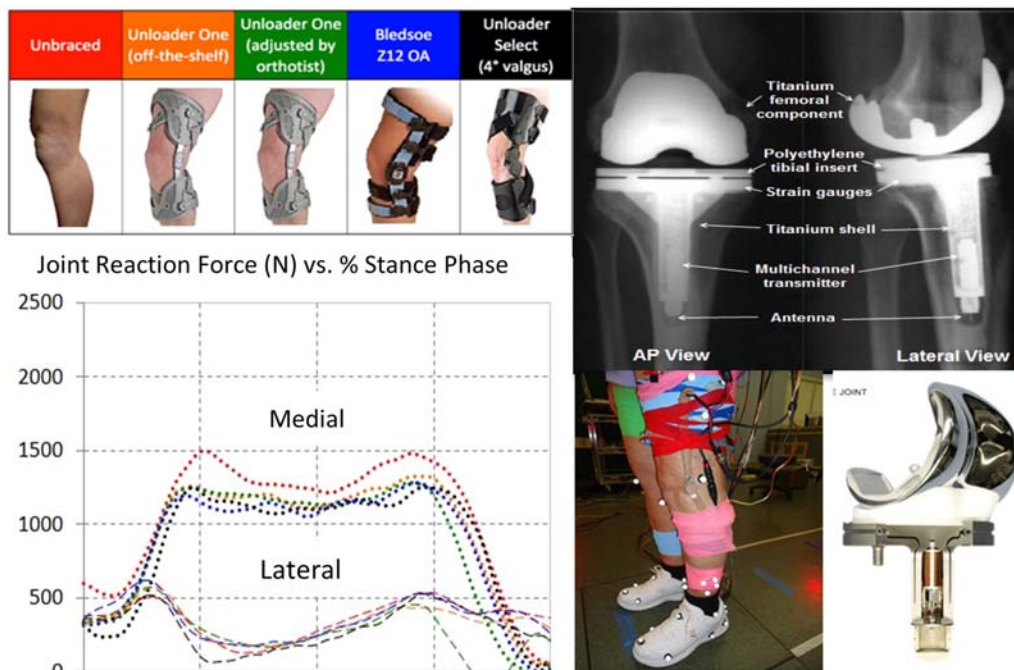 Unbraced
Unloader One
(off-the-shelf)
Unloader One
(adjusted by
orthotist)
Bledsoe
Z12 OA
Unloader
Select
(4° valgus)
Joint Reaction Force (N) vs. % Stance Phase
2500
2000
1500
1000
500
0
Medial
Lateral
Titanium
femoral
component
Polyethylene
tibial insert
Strain gauges
Titanium shell
Multichannel
transmitter
Antenna
AP View
Lateral View
JOINT